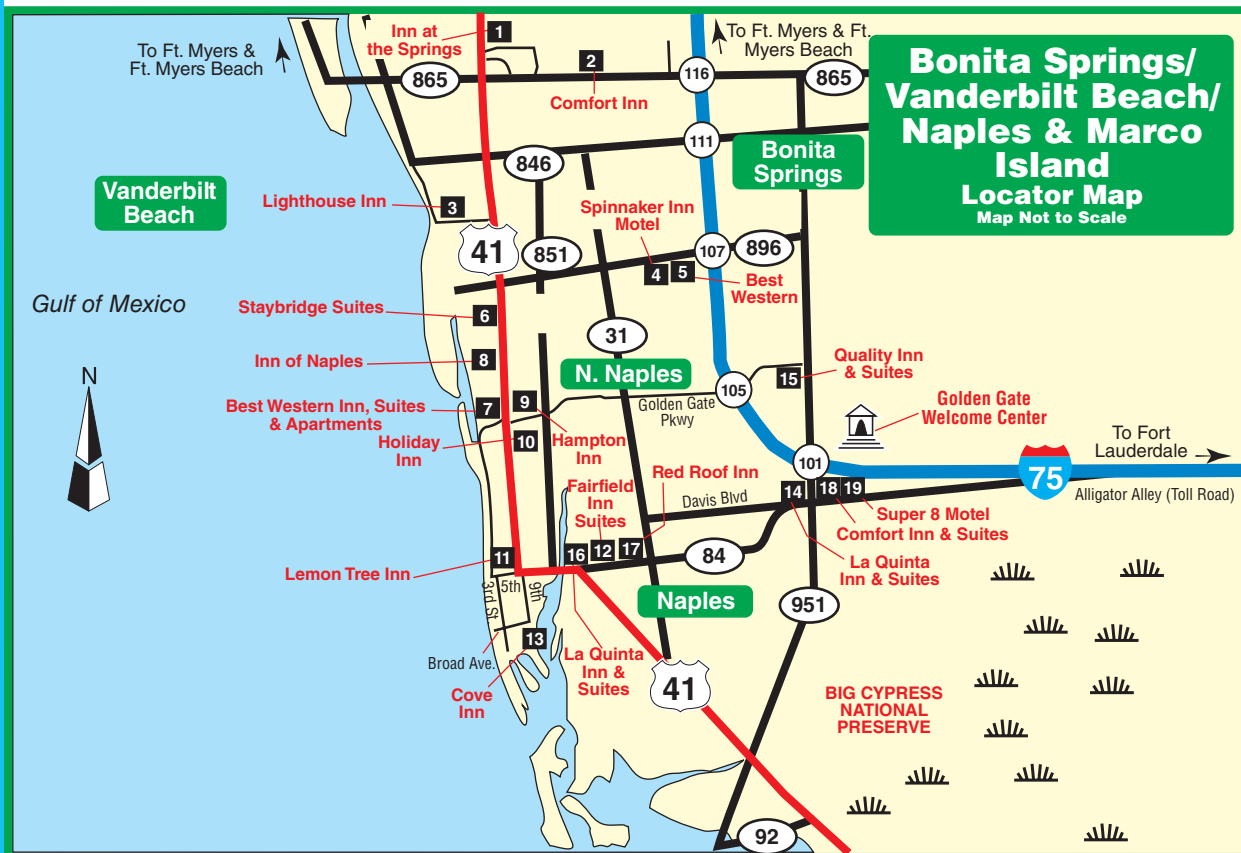 Bonita Springs/
Vanderbilt Beach/
Naples & Marco
Island
Locator Map
Map Not to Scale
To Ft. Myers &
Ft. Myers Beach
Inn at
the Springs
1
To Ft. Myers & Ft.
Myers Beach
2
Comfort Inn
865
116
865
111
846
Bonita
Springs
Vanderbilt
Beach
Lighthouse Inn
3
Spinnaker Inn
Motel
41
851
107
896
4
5
Best
Western
Gulf of Mexico
Staybridge Suites
6
31
Inn of Naples
8
N. Naples
Quality Inn
& Suites
15
105
N
Best Western Inn, Suites
& Apartments
7
9
Golden Gate
Pkwy
Golden Gate
Welcome Center
Holiday
Inn
10
Hampton
Inn
To Fort
Lauderdale
101
75
Red Roof Inn
Fairfield
Inn
Suites
Davis Blvd
14
18
19
Alligator Alley (Toll Road)
Super 8 Motel
Comfort Inn & Suites
La Quinta
Inn & Suites
11
16
12
17
84
Lemon Tree Inn
3rd St
5th
9th
Naples
951
13
Broad Ave.
La Quinta
Inn &
Suites
Cove
Inn
41
BIG CYPRESS
NATIONAL
PRESERVE
92